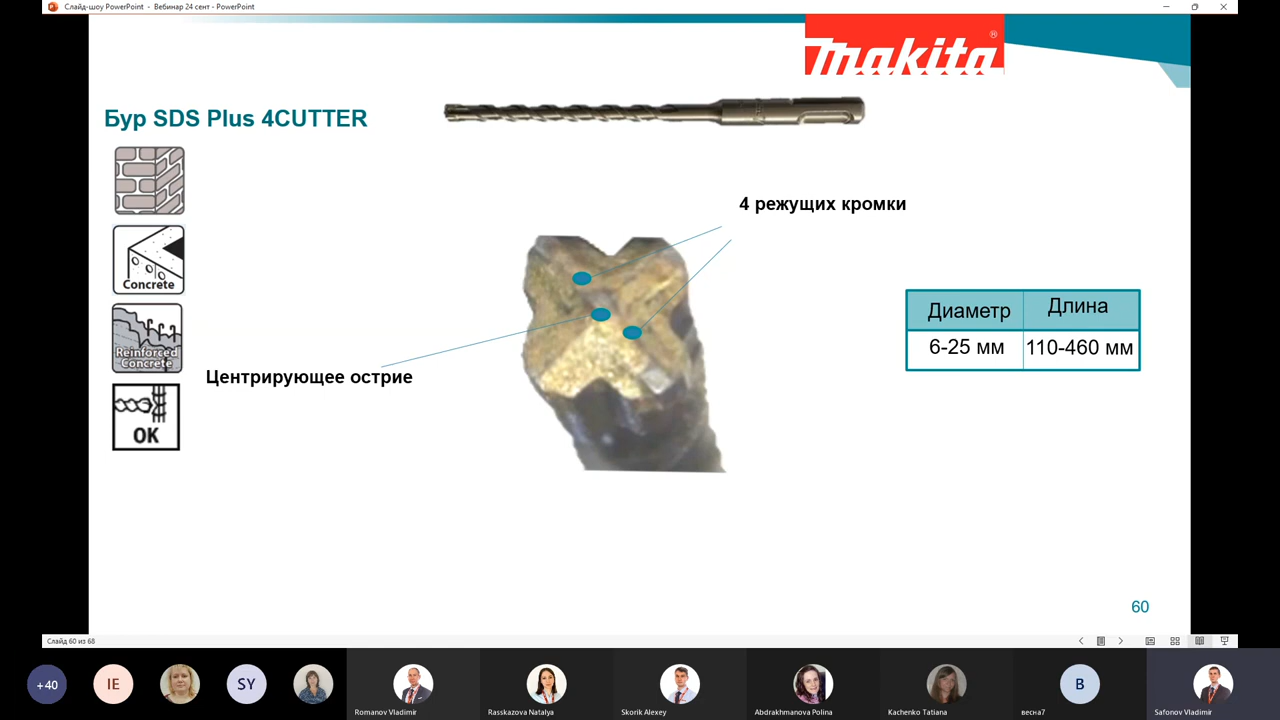 Слайд-шоу PowerPoint - Вебинар 24 сент - PowerPoint
makita®
Бур SDS Plus 4CUTTER
4 режущих кромки
Concrete
Reinforced
Concrete
OK
Центрирующее острие
Диаметр Длина
6-25 мм 110-460 мм
60
Слайд 60 из 68
+40 IE SY B
Romanov Vladimir Rasskazova Natalya Skorik Alexey Abdrakhmanova Polina Kachenko Tatiana весна7 Safonov Vladimir